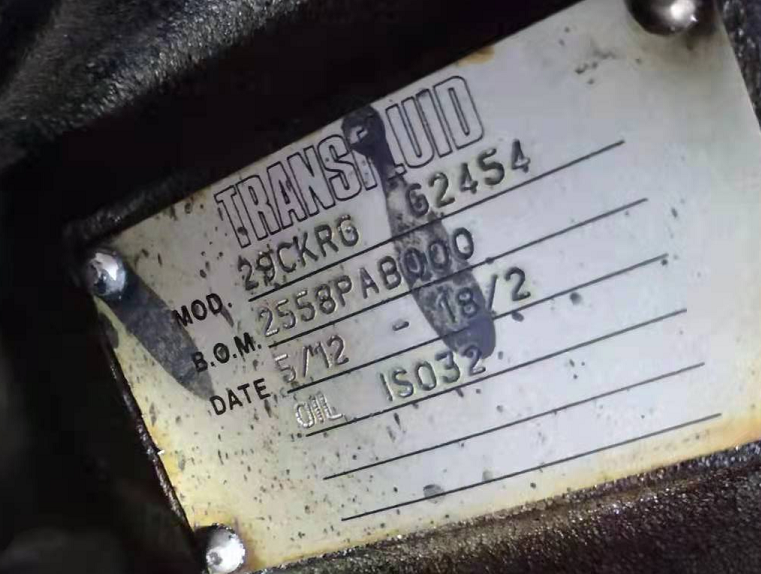 TRANSFLUID
MOD. 29CKRG G2454
B.O.M. 2558PAB000
DATE 5/12 - 18/2
OIL ISO32